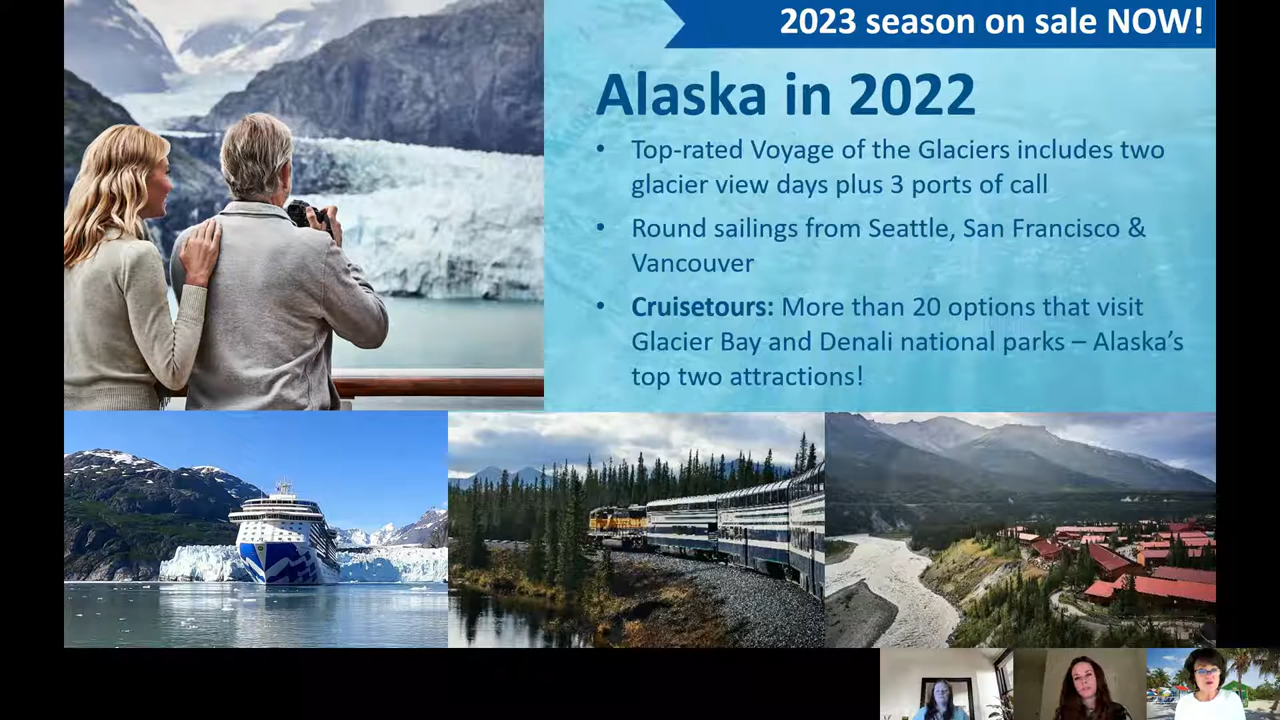 2023 season on sale NOW!
Alaska in 2022
• Top-rated Voyage of the Glaciers includes two
glacier view days plus 3 ports of call
• Round sailings from Seattle, San Francisco &
Vancouver
• Cruisetours: More than 20 options that visit
Glacier Bay and Denali national parks – Alaska's
top two attractions!